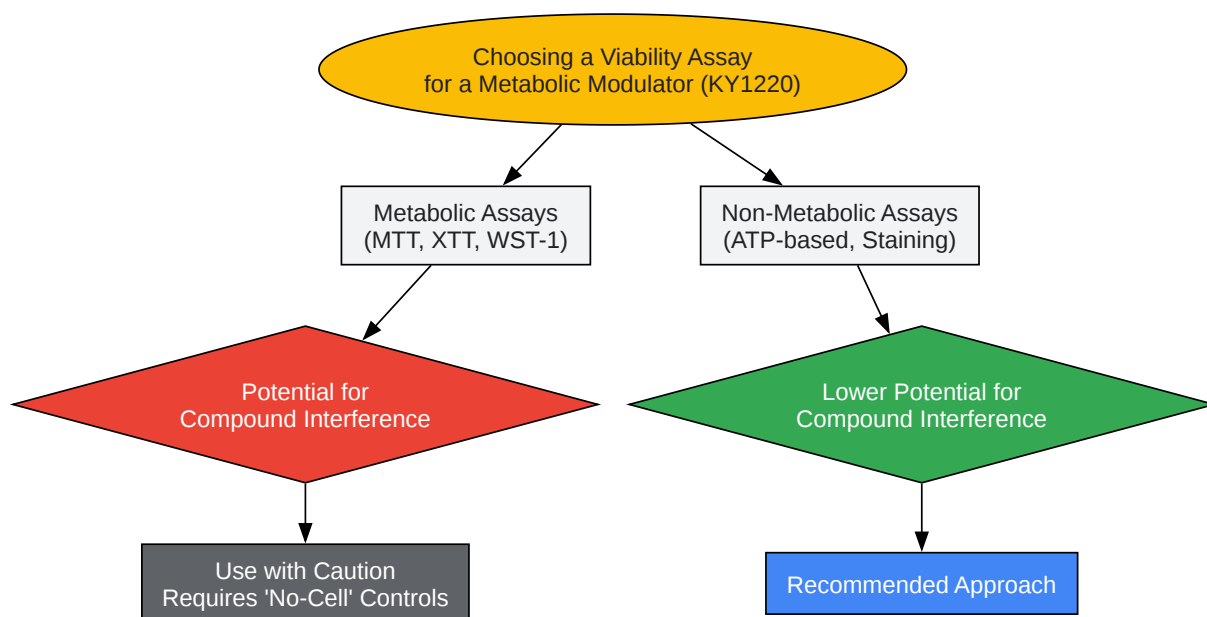 Choosing a Viability Assay
for a Metabolic Modulator (KY1220)
Metabolic Assays
(MTT, XTT, WST-1)
Non-Metabolic Assays
(ATP-based, Staining)
Potential for
Compound Interference
Lower Potential for
Compound Interference
Use with Caution
Requires 'No-Cell' Controls
Recommended Approach